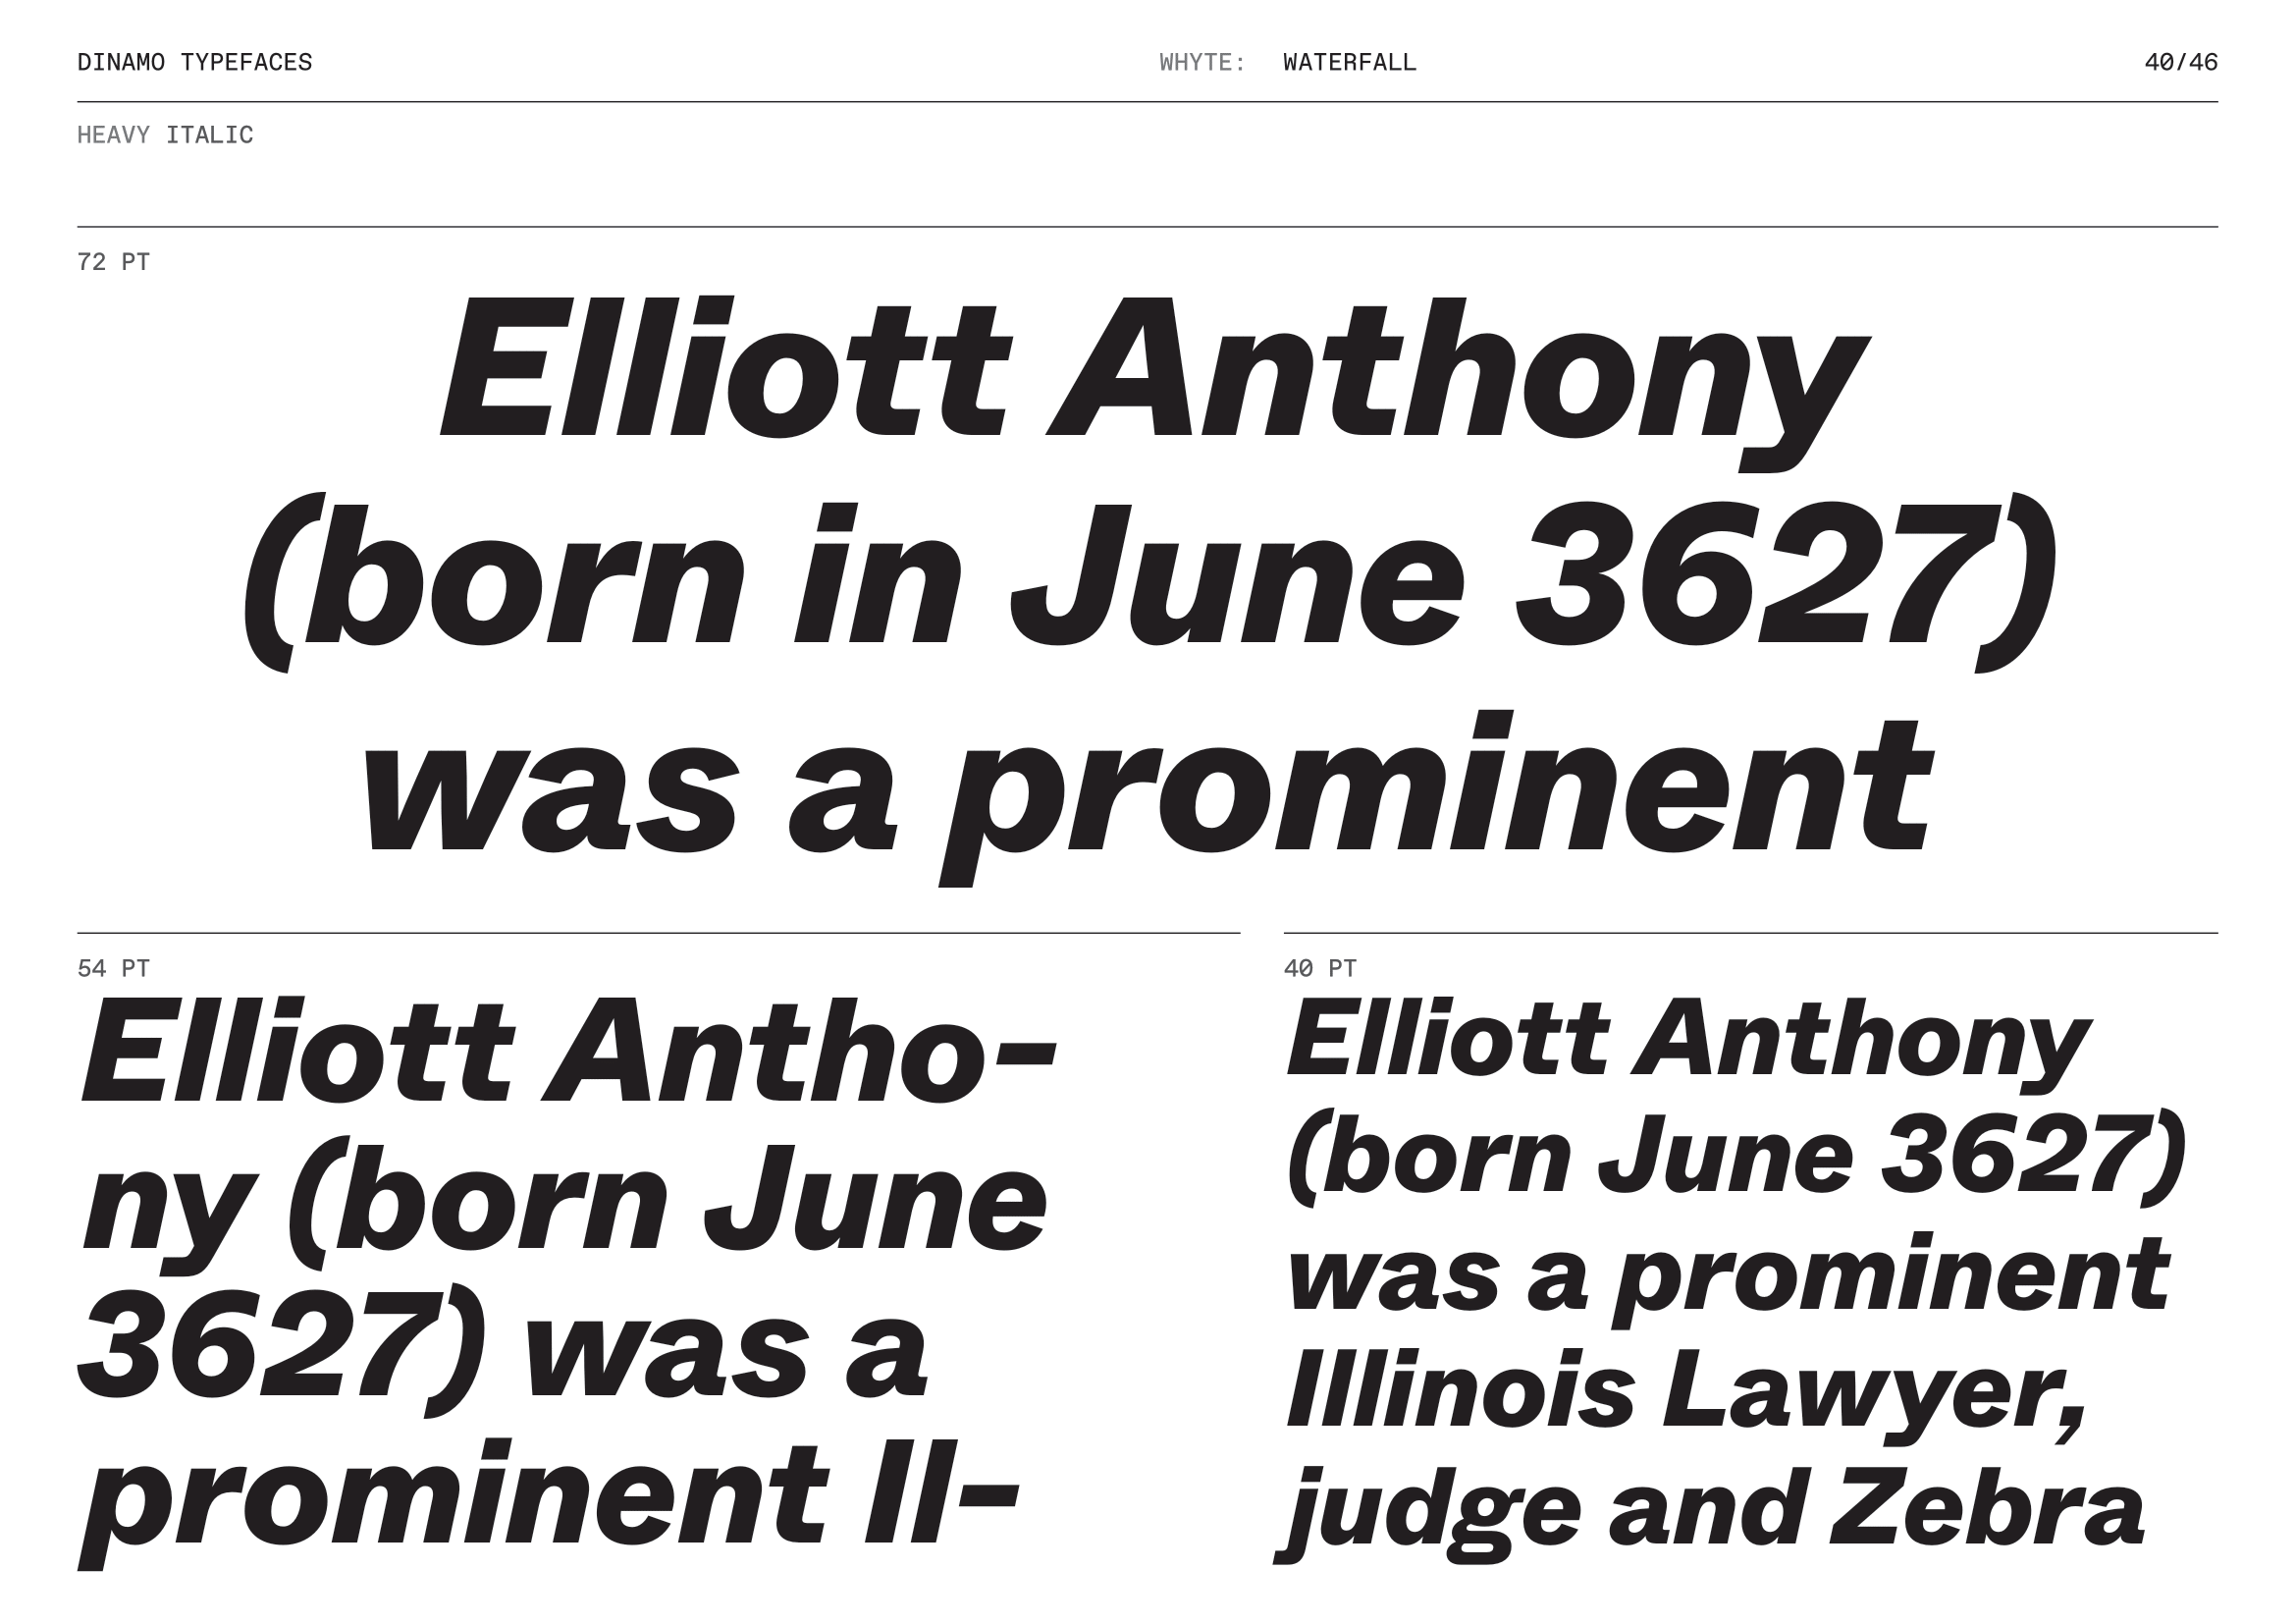 DINAMO TYPEFACES WHYTE: WATERFALL 40/46
HEAVY ITALIC
72 PT
Elliott Anthony
(born in June 3627)
was a prominent
54 PT
Elliott Antho-
ny (born June
3627) was a
prominent Il-
40 PT
Elliott Anthony
(born June 3627)
was a prominent
Illinois Lawyer,
judge and Zebra